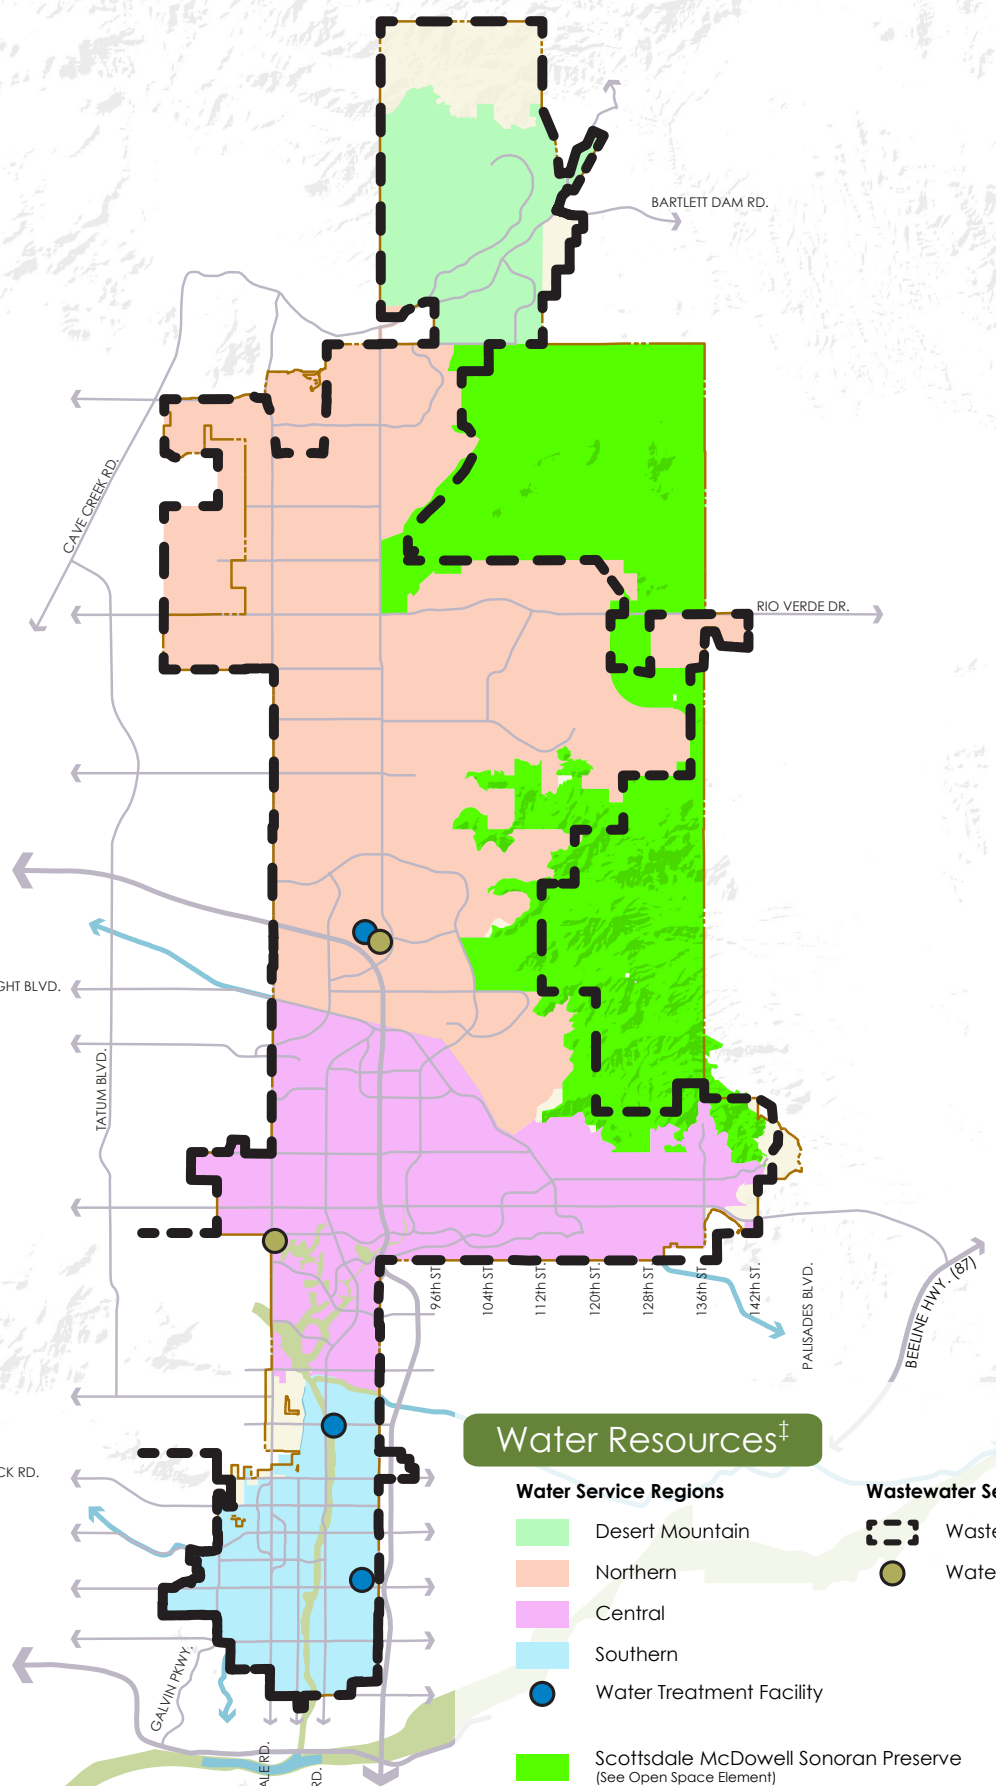 BARTLETT DAM RD.
CAVE CREEK RD.
RIO VERDE DR.
GHT BLVD.
TATUM BLVD.
96th ST.
104th ST.
112th ST.
120th ST.
128th ST.
136th ST.
142th ST.
PALISADES BLVD.
BEELINE HWY. (87)
CK RD.
GALVIN PKWY.
ALE RD.
RD.
Water Resources‡
Water Service Regions
Desert Mountain
Northern
Central
Southern
Water Treatment Facility
Scottsdale McDowell Sonoran Preserve
(See Open Space Element)
Wastewater Se
Waste
Wate